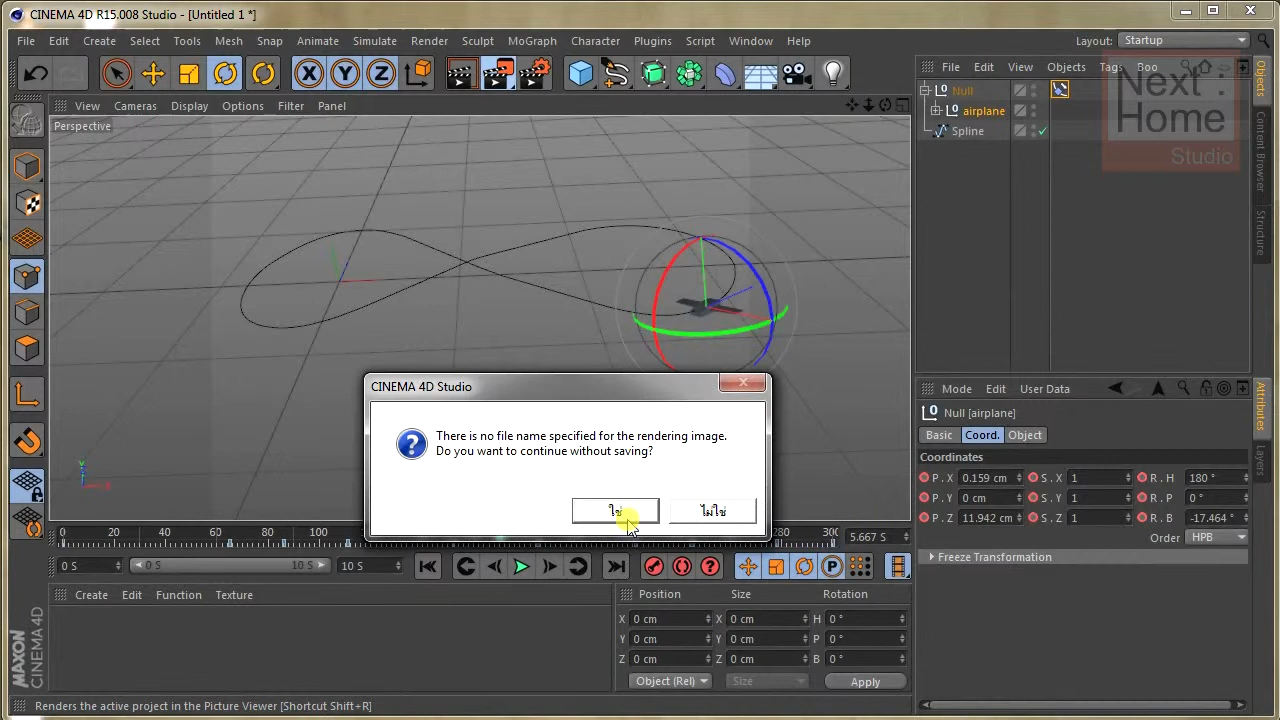 CINEMA 4D R15.008 Studio - [Untitled 1 *]
File Edit Create Select Tools Mesh Snap Animate Simulate Render Sculpt MoGraph Character Plugins Script Window Help
Layout: Startup
X Y Z
File Edit View Objects Tags Boo
View Cameras Display Options Filter Panel
Perspective
Null
airplane
Spline
Next :
Home
Studio
Objects
Content Browser
Structure
CINEMA 4D Studio
There is no file name specified for the rendering image.
Do you want to continue without saving?
ใช่ ไม่ใช่
Mode Edit User Data
Null [airplane]
Basic Coord. Object
Coordinates
P . X 0.159 cm S . X 1 R . H 180 °
P . Y 0 cm S . Y 1 R . P 0 °
P . Z 11.942 cm S . Z 1 R . B -17.464 °
Order HPB
Freeze Transformation
Attributes
Layers
Y
0 20 40 60 80 100 300 5.667 S
0 S 0 S 10 S 10 S
P
Create Edit Function Texture
Position Size Rotation
X 0 cm X 0 cm H 0 °
Y 0 cm Y 0 cm P 0 °
Z 0 cm Z 0 cm B 0 °
Object (Rel) Size Apply
MAXON
CINEMA 4D
Renders the active project in the Picture Viewer [Shortcut Shift+R]